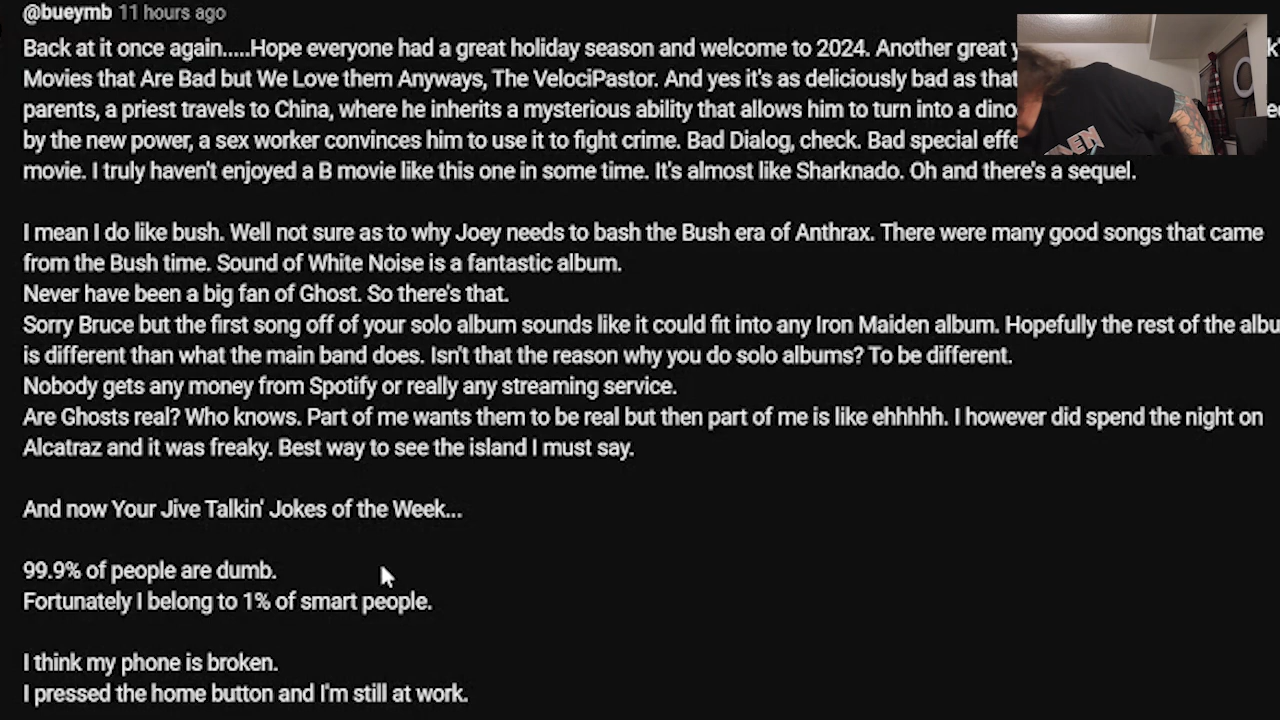 @bueymb 11 hours ago
Back at it once again.....Hope everyone had a great holiday season and welcome to 2024. Another great
Movies that Are Bad but We Love them Anyways, The VelociPastor. And yes it's as deliciously bad as that
parents, a priest travels to China, where he inherits a mysterious ability that allows him to turn into a
by the new power, a sex worker convinces him to use it to fight crime. Bad Dialog, check. Bad special
movie. I truly haven't enjoyed a B movie like this one in some time. It's almost like Sharknado. Oh and there's a sequel.
I mean I do like bush. Well not sure as to why Joey needs to bash the Bush era of Anthrax. There were many good songs that came
from the Bush time. Sound of White Noise is a fantastic album.
Never have been a big fan of Ghost. So there's that.
Sorry Bruce but the first song off of your solo album sounds like it could fit into any Iron Maiden album. Hopefully the rest of the albu
is different than what the main band does. Isn't that the reason why you do solo albums? To be different.
Nobody gets any money from Spotify or really any streaming service.
Are Ghosts real? Who knows. Part of me wants them to be real but then part of me is like ehhhhh. I however did spend the night on
Alcatraz and it was freaky. Best way to see the island I must say.
And now Your Jive Talkin' Jokes of the Week...
99.9% of people are dumb.
Fortunately I belong to 1% of smart people.
I think my phone is broken.
I pressed the home button and I'm still at work.